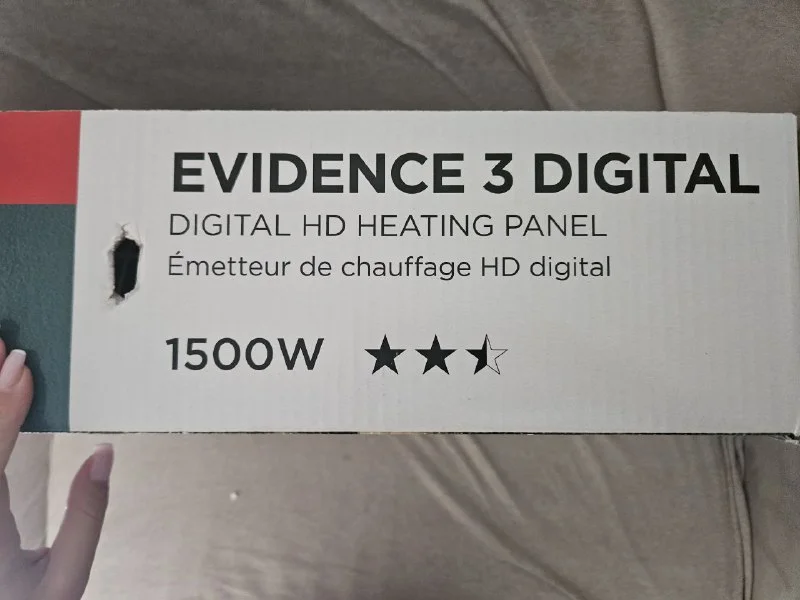 EVIDENCE 3 DIGITAL
DIGITAL HD HEATING PANEL
Émetteur de chauffage HD digital
1500W